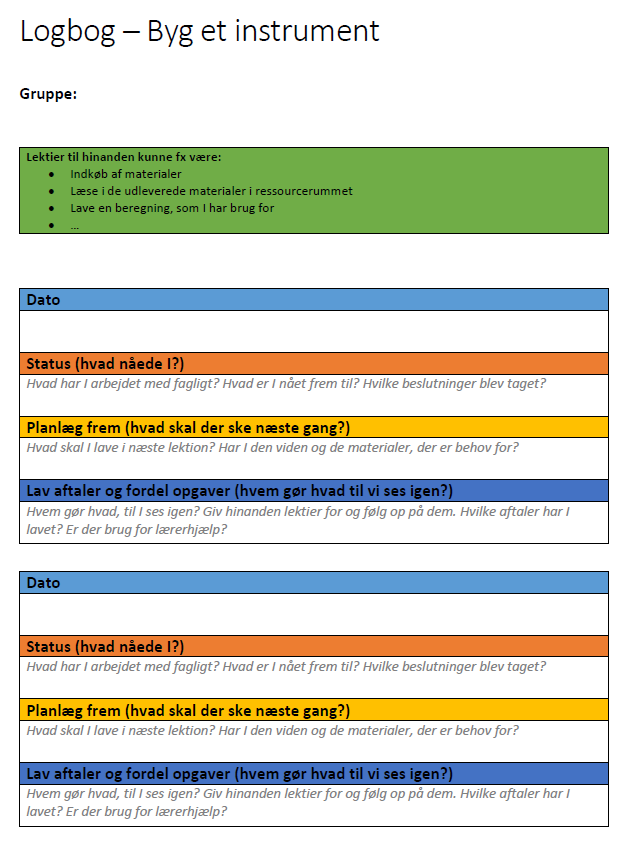 Logbog – Byg et instrument
Gruppe:
Lektier til hinanden kunne fx være:
• Indkøb af materialer
• Læse i de udleverede materialer i ressourcerummet
• Lave en beregning, som I har brug for
• …
Dato
Status (hvad nåede I?)
Hvad har I arbejdet med fagligt? Hvad er I nået frem til? Hvilke beslutninger blev taget?
Planlæg frem (hvad skal der ske næste gang?)
Hvad skal I lave i næste lektion? Har I den viden og de materialer, der er behov for?
Lav aftaler og fordel opgaver (hvem gør hvad til vi ses igen?)
Hvem gør hvad, til I ses igen? Giv hinanden lektier for og følg op på dem. Hvilke aftaler har I
lavet? Er der brug for lærerhjælp?
Dato
Status (hvad nåede I?)
Hvad har I arbejdet med fagligt? Hvad er I nået frem til? Hvilke beslutninger blev taget?
Planlæg frem (hvad skal der ske næste gang?)
Hvad skal I lave i næste lektion? Har I den viden og de materialer, der er behov for?
Lav aftaler og fordel opgaver (hvem gør hvad til vi ses igen?)
Hvem gør hvad, til I ses igen? Giv hinanden lektier for og følg op på dem. Hvilke aftaler har I
lavet? Er der brug for lærerhjælp?